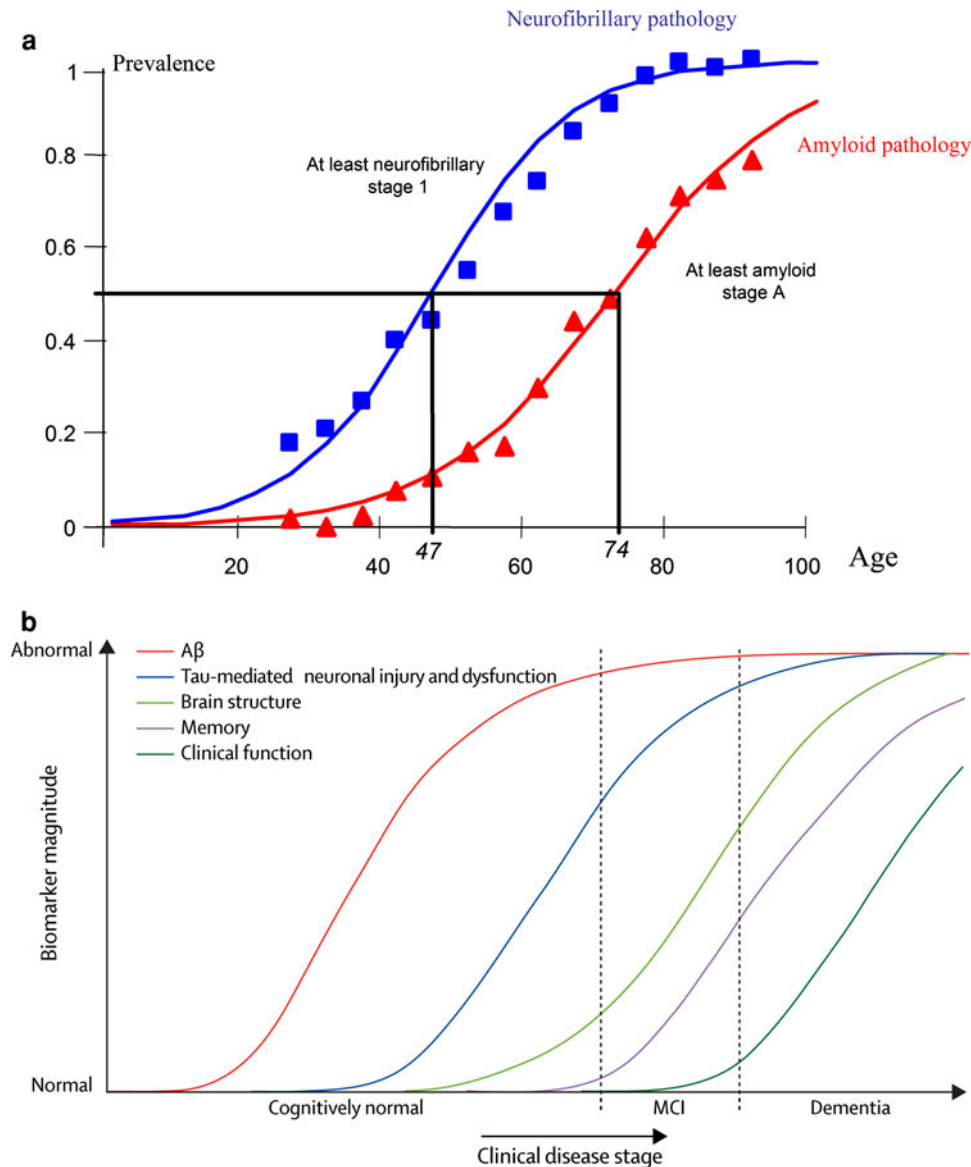 Neurofibrillary pathology
a
Prevalence
1
Amyloid pathology
At least neurofibrillary
stage 1
0.8
0.6
At least amyloid
stage A
0.4
0.2
0
20
40
47
60
74
80
100
Age
b
Abnormal
Aβ
Tau-mediated neuronal injury and dysfunction
Brain structure
Memory
Clinical function
Biomarker magnitude
Normal
Cognitively normal
MCI
Dementia
Clinical disease stage